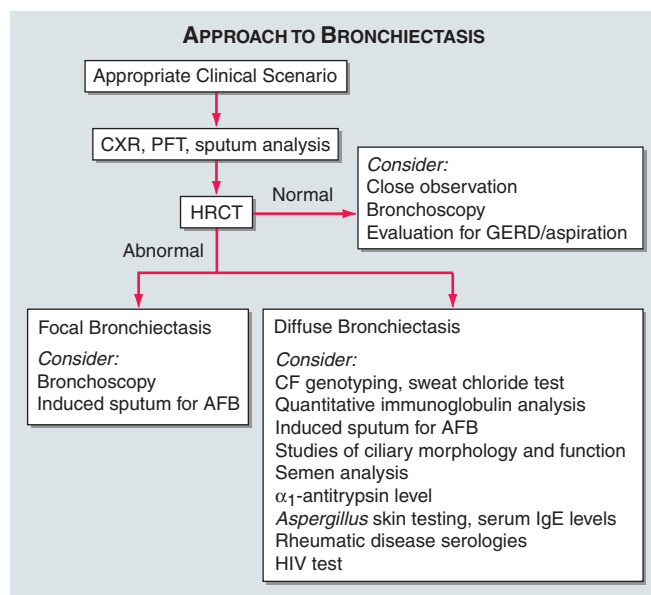 APPROACH TO BRONCHIECTASIS
Appropriate Clinical Scenario
CXR, PFT, sputum analysis
HRCT
Normal
Consider:
Close observation
Bronchoscopy
Evaluation for GERD/aspiration
Abnormal
Focal Bronchiectasis
Consider:
Bronchoscopy
Induced sputum for AFB
Diffuse Bronchiectasis
Consider:
CF genotyping, sweat chloride test
Quantitative immunoglobulin analysis
Induced sputum for AFB
Studies of ciliary morphology and function
Semen analysis
α₁-antitrypsin level
Aspergillus skin testing, serum IgE levels
Rheumatic disease serologies
HIV test